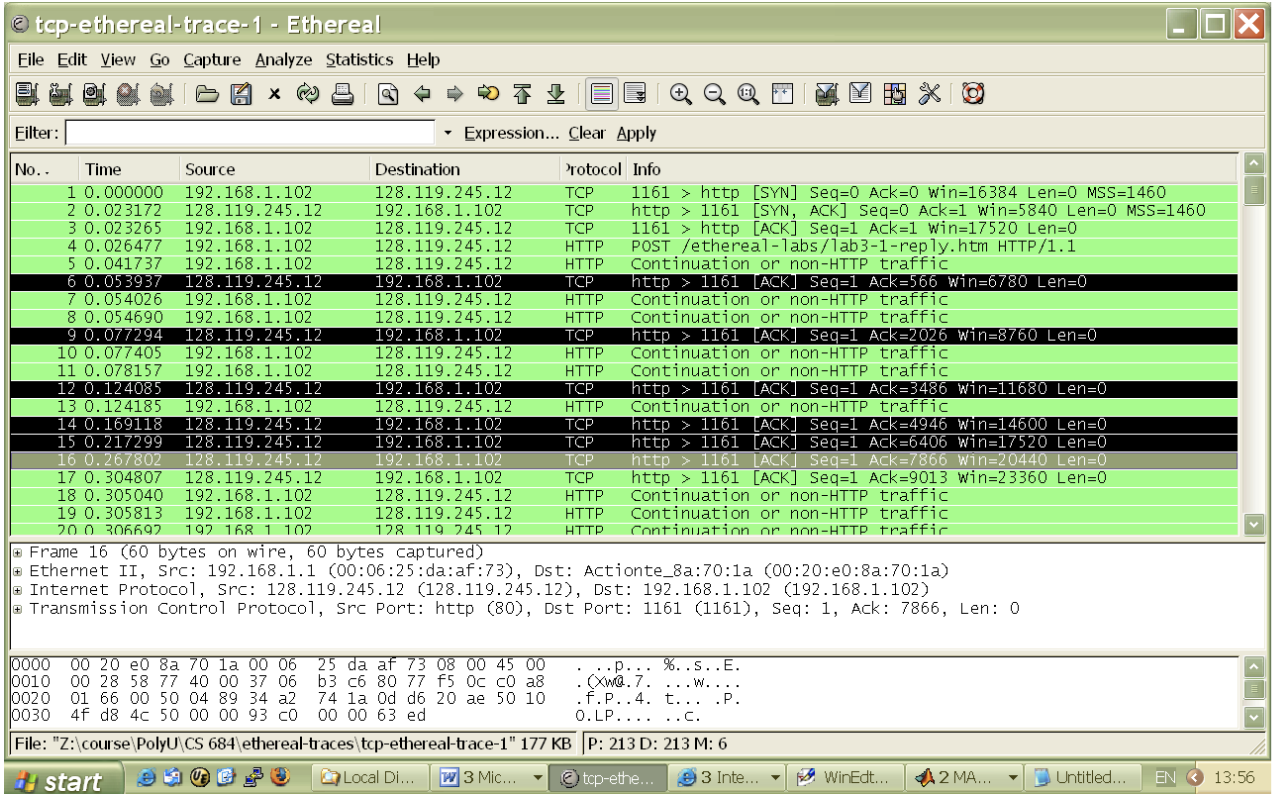 tcp-ethereal-trace-1 - Ethereal
File Edit View Go Capture Analyze Statistics Help
Filter: Expression... Clear Apply
No. . Time Source Destination Protocol Info
1 0.000000 192.168.1.102 128.119.245.12 TCP 1161 > http [SYN] Seq=0 Ack=0 Win=16384 Len=0 MSS=1460
2 0.023172 128.119.245.12 192.168.1.102 TCP http > 1161 [SYN, ACK] Seq=0 Ack=1 Win=5840 Len=0 MSS=1460
3 0.023265 192.168.1.102 128.119.245.12 TCP 1161 > http [ACK] Seq=1 Ack=1 Win=17520 Len=0
4 0.026477 192.168.1.102 128.119.245.12 HTTP POST /ethereal-labs/lab3-1-reply.htm HTTP/1.1
5 0.041737 192.168.1.102 128.119.245.12 HTTP Continuation or non-HTTP traffic
6 0.053937 128.119.245.12 192.168.1.102 TCP http > 1161 [ACK] Seq=1 Ack=566 Win=6780 Len=0
7 0.054026 192.168.1.102 128.119.245.12 HTTP Continuation or non-HTTP traffic
8 0.054690 192.168.1.102 128.119.245.12 HTTP Continuation or non-HTTP traffic
9 0.077294 128.119.245.12 192.168.1.102 TCP http > 1161 [ACK] Seq=1 Ack=2026 Win=8760 Len=0
10 0.077405 192.168.1.102 128.119.245.12 HTTP Continuation or non-HTTP traffic
11 0.078157 192.168.1.102 128.119.245.12 HTTP Continuation or non-HTTP traffic
12 0.124085 128.119.245.12 192.168.1.102 TCP http > 1161 [ACK] Seq=1 Ack=3486 Win=11680 Len=0
13 0.124185 192.168.1.102 128.119.245.12 HTTP Continuation or non-HTTP traffic
14 0.169118 128.119.245.12 192.168.1.102 TCP http > 1161 [ACK] Seq=1 Ack=4946 Win=14600 Len=0
15 0.217299 128.119.245.12 192.168.1.102 TCP http > 1161 [ACK] Seq=1 Ack=6406 Win=17520 Len=0
16 0.267802 128.119.245.12 192.168.1.102 TCP http > 1161 [ACK] Seq=1 Ack=7866 Win=20440 Len=0
17 0.304807 128.119.245.12 192.168.1.102 TCP http > 1161 [ACK] Seq=1 Ack=9013 Win=23360 Len=0
18 0.305040 192.168.1.102 128.119.245.12 HTTP Continuation or non-HTTP traffic
19 0.305813 192.168.1.102 128.119.245.12 HTTP Continuation or non-HTTP traffic
20 0.306692 192.168.1.102 128.119.245.12 HTTP Continuation or non-HTTP traffic
Frame 16 (60 bytes on wire, 60 bytes captured)
Ethernet II, Src: 192.168.1.1 (00:06:25:da:af:73), Dst: Actionte_8a:70:1a (00:20:e0:8a:70:1a)
Internet Protocol, Src: 128.119.245.12 (128.119.245.12), Dst: 192.168.1.102 (192.168.1.102)
Transmission Control Protocol, Src Port: http (80), Dst Port: 1161 (1161), Seq: 1, Ack: 7866, Len: 0
0000 00 20 e0 8a 70 1a 00 06 25 da af 73 08 00 45 00 . ..p... %..s..E.
0010 00 28 58 77 40 00 37 06 b3 c6 80 77 f5 0c c0 a8 .(Xw@.7. ...w....
0020 01 66 00 50 04 89 34 a2 74 1a 0d d6 20 ae 50 10 .f.P..4. t... .P.
0030 4f d8 4c 50 00 00 93 c0 00 00 63 ed O.LP.... ..c.
File: "Z:\course\PolyU\CS 684\ethereal-traces\tcp-ethereal-trace-1" 177 KB P: 213 D: 213 M: 6
start Local Di... 3 Mic... tcp-ethe... 3 Inte... WinEdt... 2 MA... Untitled... EN 13:56